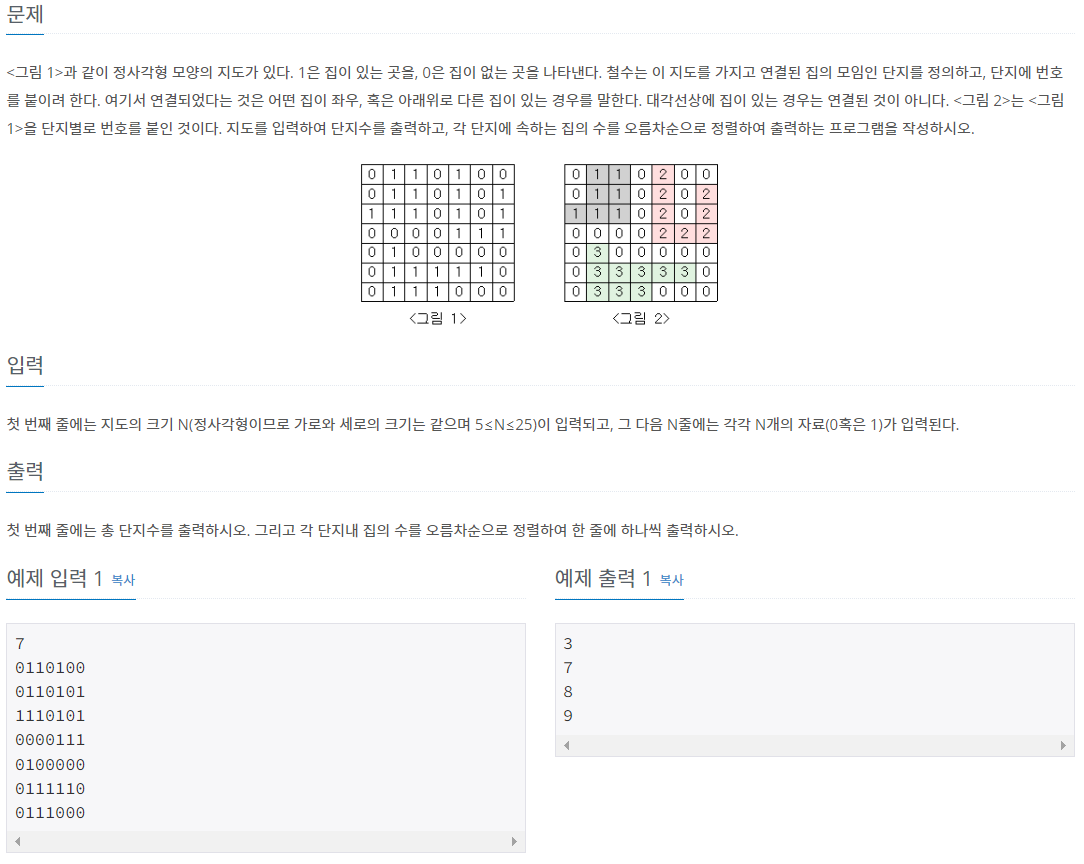 문제
<그림 1>과 같이 정사각형 모양의 지도가 있다. 1은 집이 있는 곳을, 0은 집이 없는 곳을 나타낸다. 철수는 이 지도를 가지고 연결된 집의 모임인 단지를 정의하고, 단지에 번호
를 붙이려 한다. 여기서 연결되었다는 것은 어떤 집이 좌우, 혹은 아래위로 다른 집이 있는 경우를 말한다. 대각선상에 집이 있는 경우는 연결된 것이 아니다. <그림 2>는 <그림
1>을 단지별로 번호를 붙인 것이다. 지도를 입력하여 단지수를 출력하고, 각 단지에 속하는 집의 수를 오름차순으로 정렬하여 출력하는 프로그램을 작성하시오.
0 1 1 0 1 0 0
0 1 1 0 1 0 1
1 1 1 0 1 0 1
0 0 0 0 1 1 1
0 1 0 0 0 0 0
0 1 1 1 1 1 0
0 1 1 1 0 0 0
<그림 1>
0 1 1 0 2 0 0
0 1 1 0 2 0 2
1 1 1 0 2 0 2
0 0 0 0 2 2 2
0 3 0 0 0 0 0
0 3 3 3 3 3 0
0 3 3 3 0 0 0
<그림 2>
입력
첫 번째 줄에는 지도의 크기 N(정사각형이므로 가로와 세로의 크기는 같으며 5≤N≤25)이 입력되고, 그 다음 N줄에는 각각 N개의 자료(0혹은 1)가 입력된다.
출력
첫 번째 줄에는 총 단지수를 출력하시오. 그리고 각 단지내 집의 수를 오름차순으로 정렬하여 한 줄에 하나씩 출력하시오.
예제 입력 1 복사
7
0110100
0110101
1110101
0000111
0100000
0111110
0111000
예제 출력 1 복사
3
7
8
9